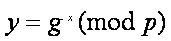 y = g ˣ (mod p)